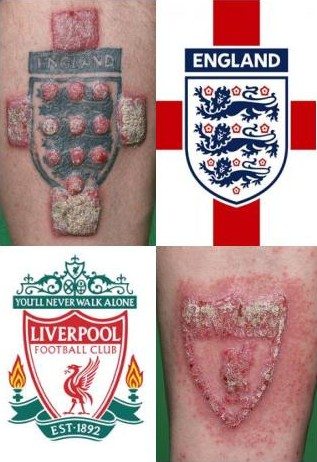 ENGLAND
ENGLAND
YOU'LL NEVER WALK ALONE
LIVERPOOL
FOOTBALL CLUB
EST·1892